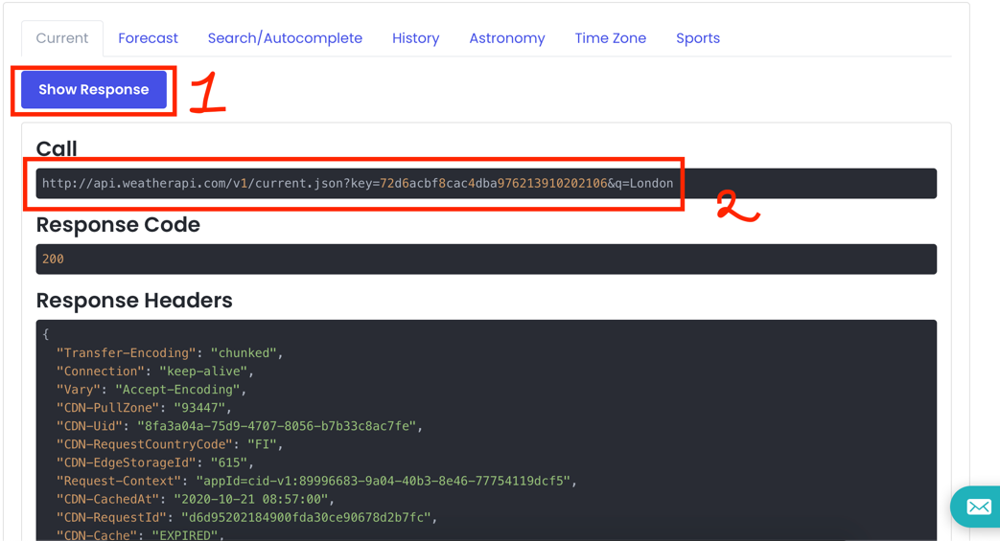 Current Forecast Search/Autocomplete History Astronomy Time Zone Sports
Show Response 1
Call
http://api.weatherapi.com/v1/current.json?key=72d6acbf8cac4dba976213910202106&q=London
2
Response Code
200
Response Headers
{
"Transfer-Encoding": "chunked",
"Connection": "keep-alive",
"Vary": "Accept-Encoding",
"CDN-PullZone": "93447",
"CDN-Uid": "8fa3a04a-75d9-4707-8056-b7b33c8ac7fe",
"CDN-RequestCountryCode": "FI",
"CDN-EdgeStorageId": "615",
"Request-Context": "appId=cid-v1:89996683-9a04-40b3-8e46-77754119dcf5",
"CDN-CachedAt": "2020-10-21 08:57:00",
"CDN-RequestId": "d6d95202184900fda30ce90678d2b7fc",
"CDN-Cache": "EXPIRED",